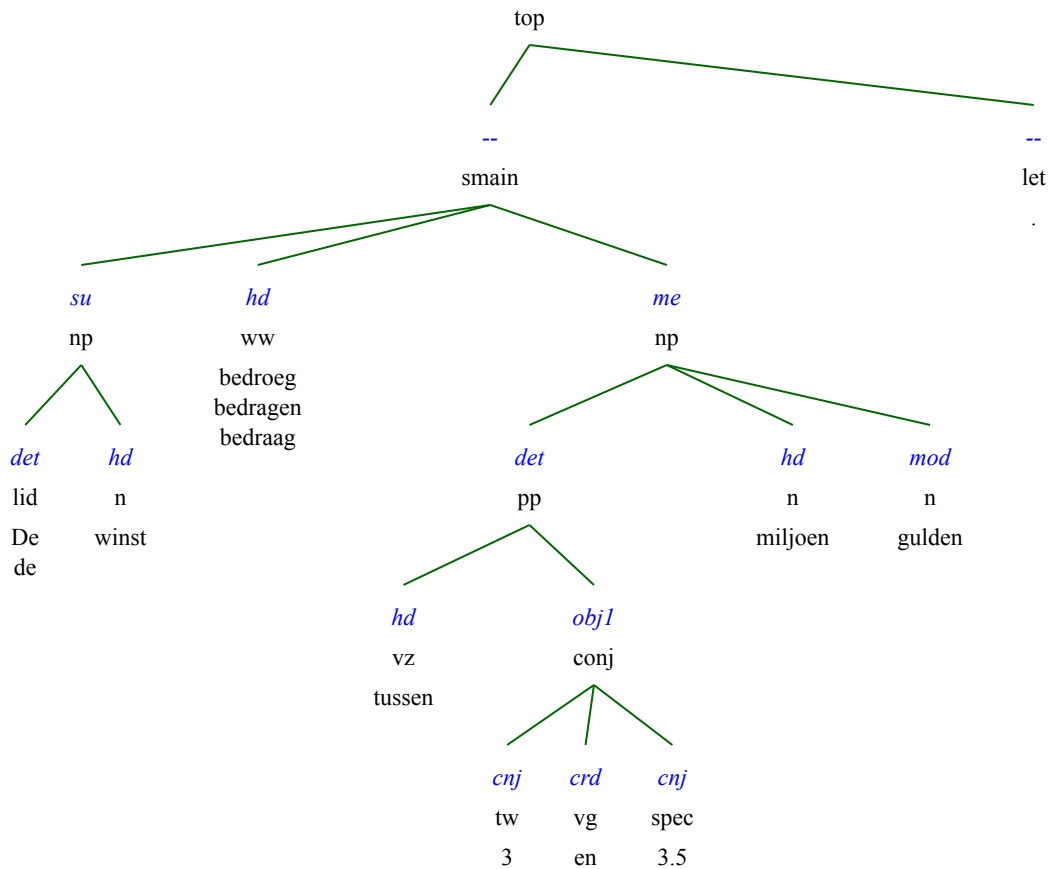 top
-- --
smain let
.
su hd me
np ww np
bedroeg
bedragen
bedraag
det hd det hd mod
lid n pp n n
De winst miljoen gulden
de
hd obj1
vz conj
tussen
cnj crd cnj
tw vg spec
3 en 3.5